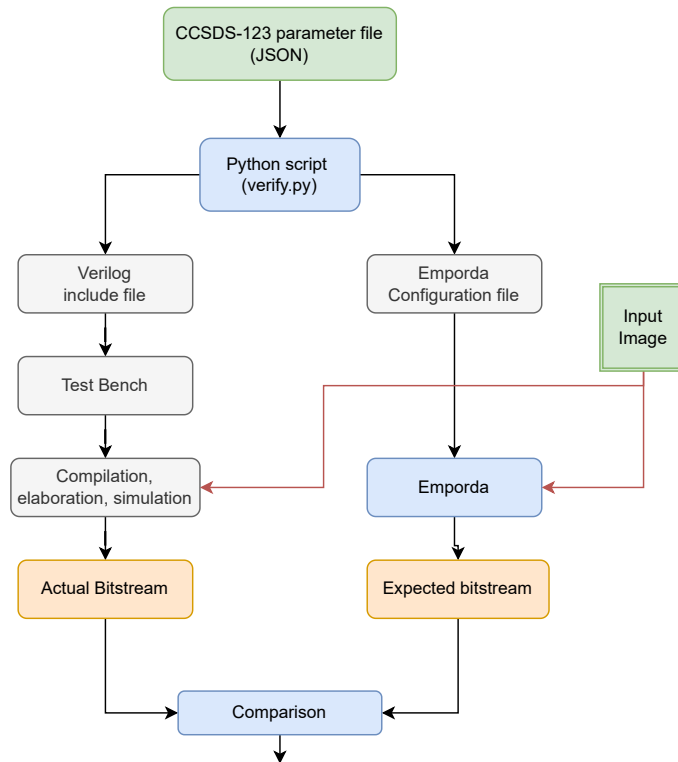 CCSDS-123 parameter file
(JSON)
Python script
(verify.py)
Verilog
include file
Emporda
Configuration file
Input
Image
Test Bench
Compilation,
elaboration, simulation
Emporda
Actual Bitstream
Expected bitstream
Comparison